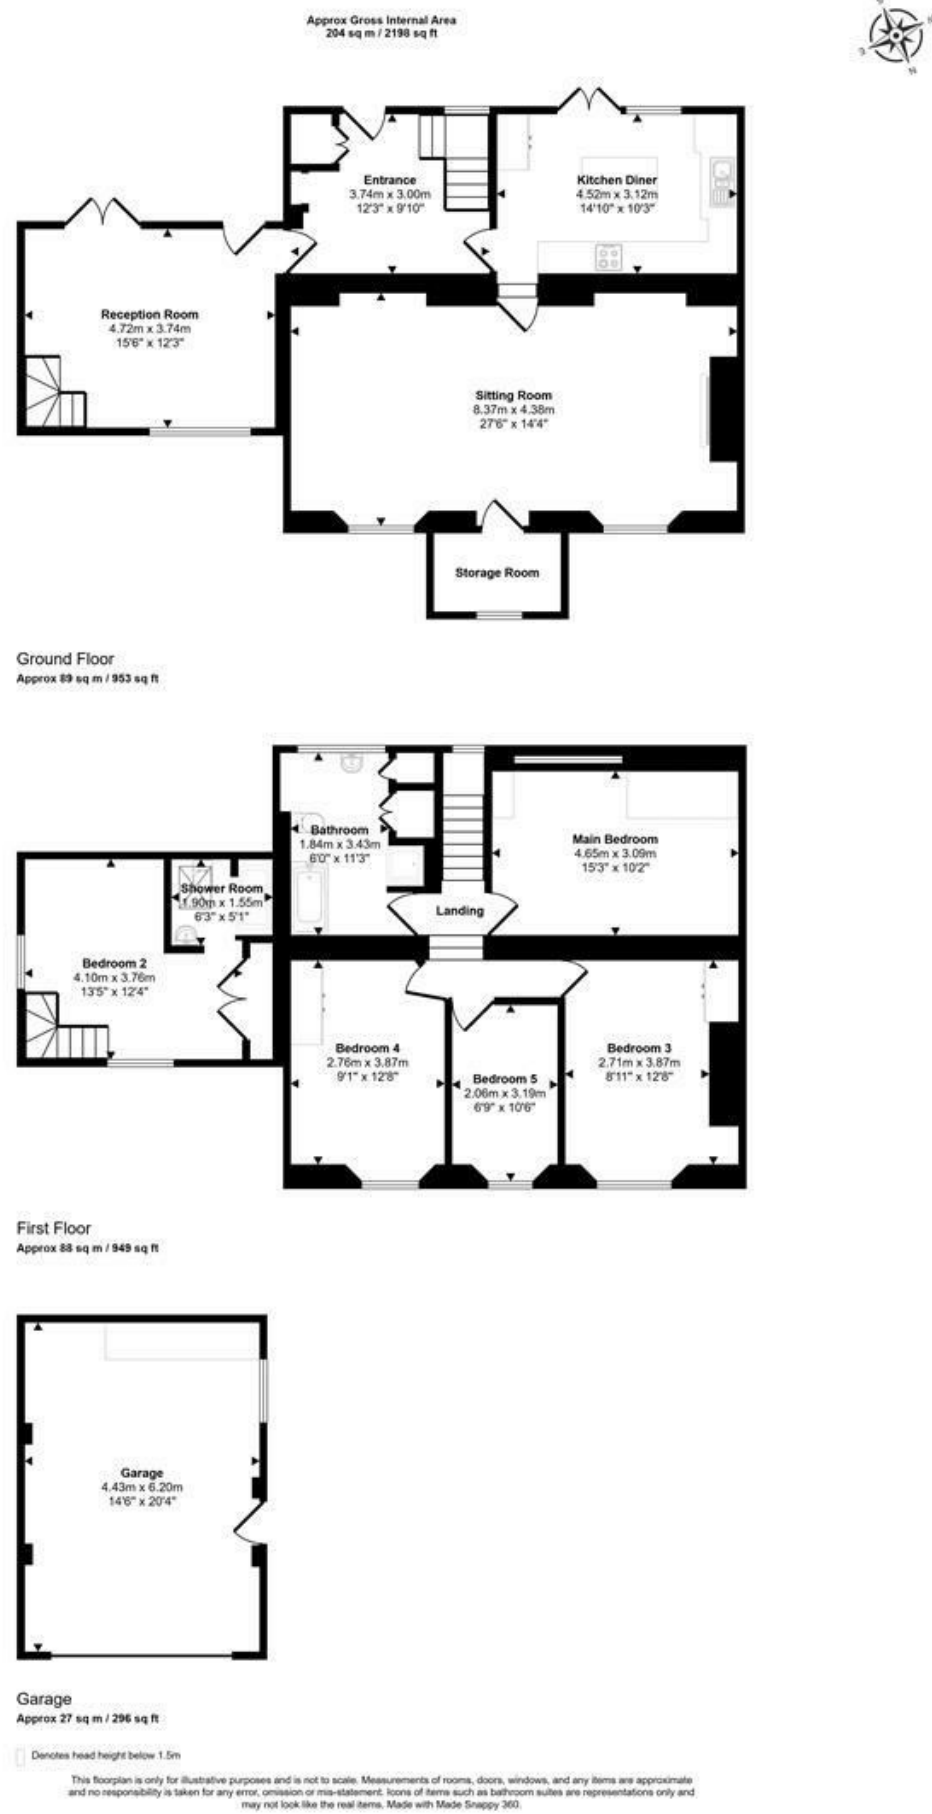 Approx Gross Internal Area
204 sq m / 2198 sq ft
N
Entrance
3.74m x 3.00m
12'3" x 9'10"
Kitchen Diner
4.52m x 3.12m
14'10" x 10'3"
Reception Room
4.72m x 3.74m
15'6" x 12'3"
Sitting Room
8.37m x 4.38m
27'6" x 14'4"
Storage Room
Ground Floor
Approx 89 sq m / 953 sq ft
Bathroom
1.84m x 3.43m
6'0" x 11'3"
Main Bedroom
4.65m x 3.09m
15'3" x 10'2"
Shower Room
1.90m x 1.55m
6'3" x 5'1"
Landing
Bedroom 2
4.10m x 3.76m
13'5" x 12'4"
Bedroom 4
2.76m x 3.87m
9'1" x 12'8"
Bedroom 5
2.06m x 3.19m
6'9" x 10'6"
Bedroom 3
2.71m x 3.87m
8'11" x 12'8"
First Floor
Approx 88 sq m / 949 sq ft
Garage
4.43m x 6.20m
14'6" x 20'4"
Garage
Approx 27 sq m / 296 sq ft
Denotes head height below 1.5m
This floorplan is only for illustrative purposes and is not to scale. Measurements of rooms, doors, windows, and any items are approximate
and no responsibility is taken for any error, omission or mis-statement. Icons of items such as bathroom suites are representations only and
may not look like the real items. Made with Made Snappy 360.